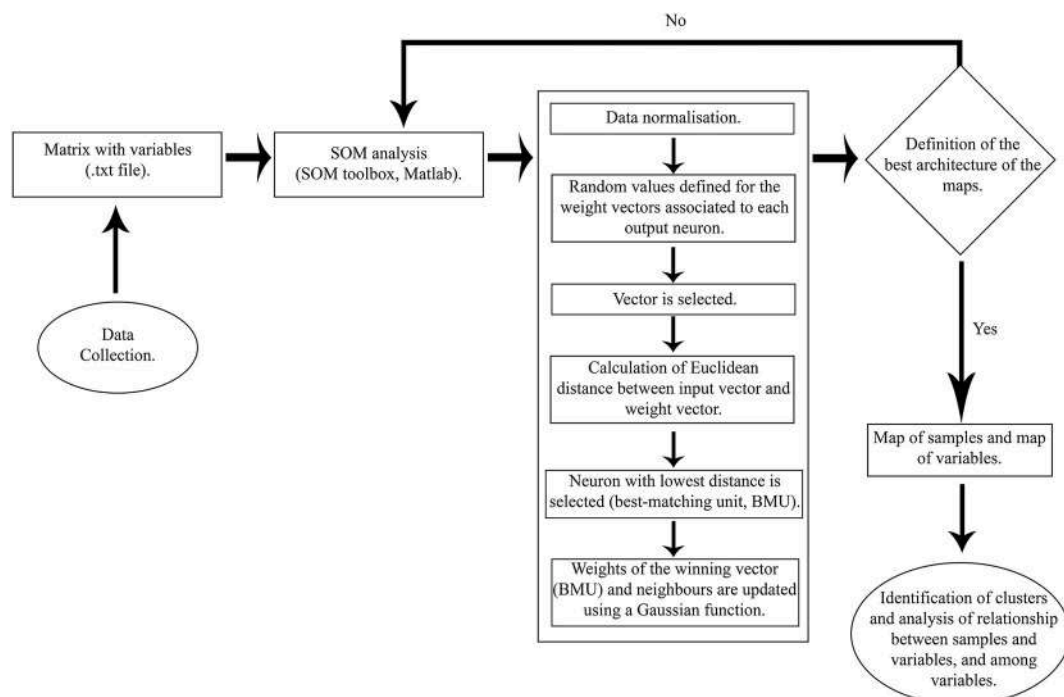 No
Matrix with variables
(.txt file).
SOM analysis
(SOM toolbox, Matlab).
Data
Collection.
Data normalisation.
Random values defined for the
weight vectors associated to each
output neuron.
Vector is selected.
Calculation of Euclidean
distance between input vector and
weight vector.
Neuron with lowest distance is
selected (best-matching unit, BMU).
Weights of the winning vector
(BMU) and neighbours are updated
using a Gaussian function.
Definition of the
best architecture of the
maps.
Yes
Map of samples and map
of variables.
Identification of clusters
and analysis of relationship
between samples and
variables, and among
variables.